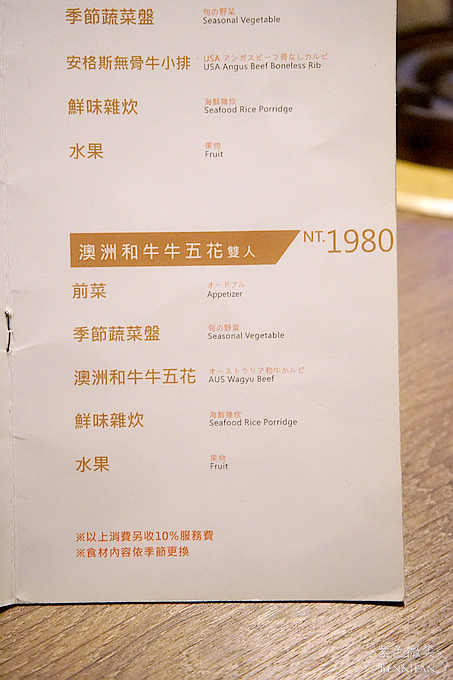 季節蔬菜盤
旬の野菜
Seasonal Vegetable
安格斯無骨牛小排
USA アンガスビーフ骨なしカルビ
USA Angus Beef Boneless Rib
鮮味雜炊
海鮮雑炊
Seafood Rice Porridge
水果
果物
Fruit
澳洲和牛牛五花 雙人
NT.1980
前菜
オードブル
Appetizer
季節蔬菜盤
旬の野菜
Seasonal Vegetable
澳洲和牛牛五花
オーストラリア和牛かルビ
AUS Wagyu Beef
鮮味雜炊
海鮮雑炊
Seafood Rice Porridge
水果
果物
Fruit
※以上消費另收10%服務費
※食材內容依季節更換
紫色微笑